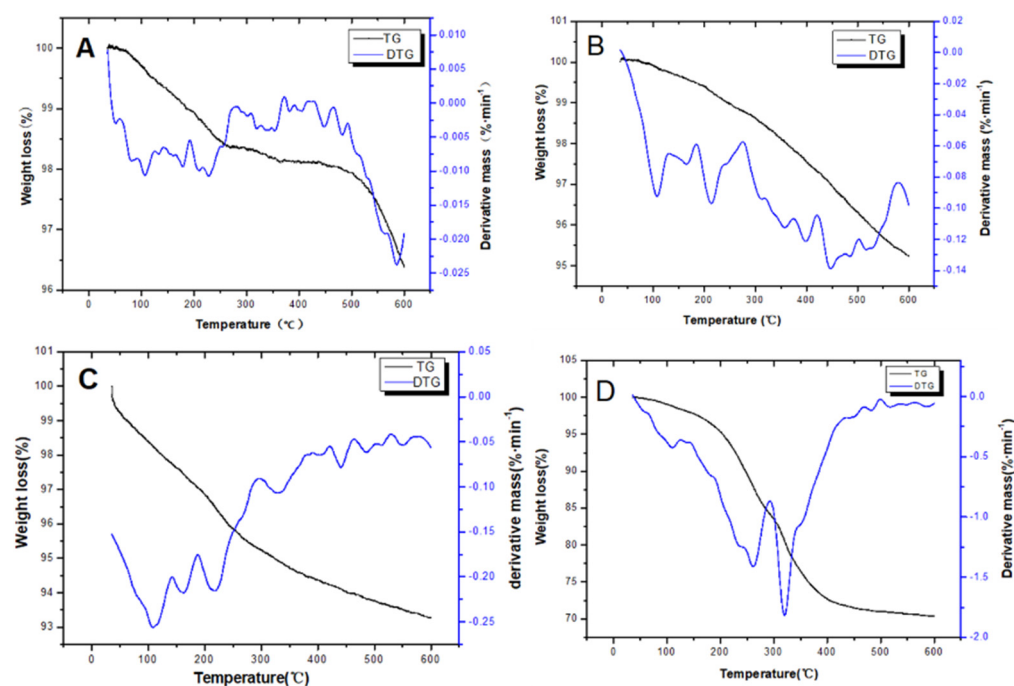 A
TG
DTG
Weight loss（%）
100
99
98
97
96
0 100 200 300 400 500 600
Temperature（℃）
0.010
0.005
0.000
-0.005
-0.010
-0.015
-0.020
-0.025
Derivative mass（%·min⁻¹）
B
TG
DTG
Weight loss (%)
101
100
99
98
97
96
95
0 100 200 300 400 500 600
Temperature (℃)
0.02
0.00
-0.02
-0.04
-0.06
-0.08
-0.10
-0.12
-0.14
Derivative mass (%·min⁻¹)
C
TG
DTG
Weight loss(%)
101
100
99
98
97
96
95
94
93
0 100 200 300 400 500 600
Temperature(℃)
0.05
0.00
-0.05
-0.10
-0.15
-0.20
-0.25
derivative mass(%·min⁻¹)
D
TG
DTG
Weight loss(%)
105
100
95
90
85
80
75
70
0 100 200 300 400 500 600
Temperature(℃)
0.0
-0.5
-1.0
-1.5
-2.0
Derivative mass(%·min⁻¹)